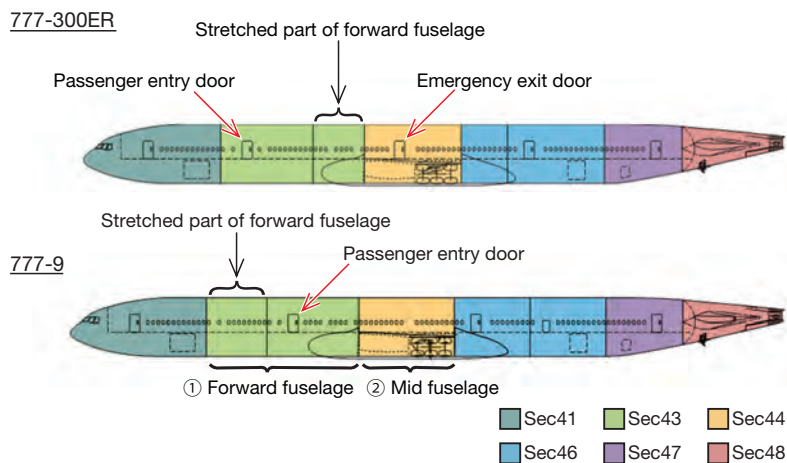 777-300ER
Stretched part of forward fuselage
Passenger entry door
Emergency exit door
Stretched part of forward fuselage
777-9
Passenger entry door
① Forward fuselage ② Mid fuselage
Sec41 Sec43 Sec44
Sec46 Sec47 Sec48